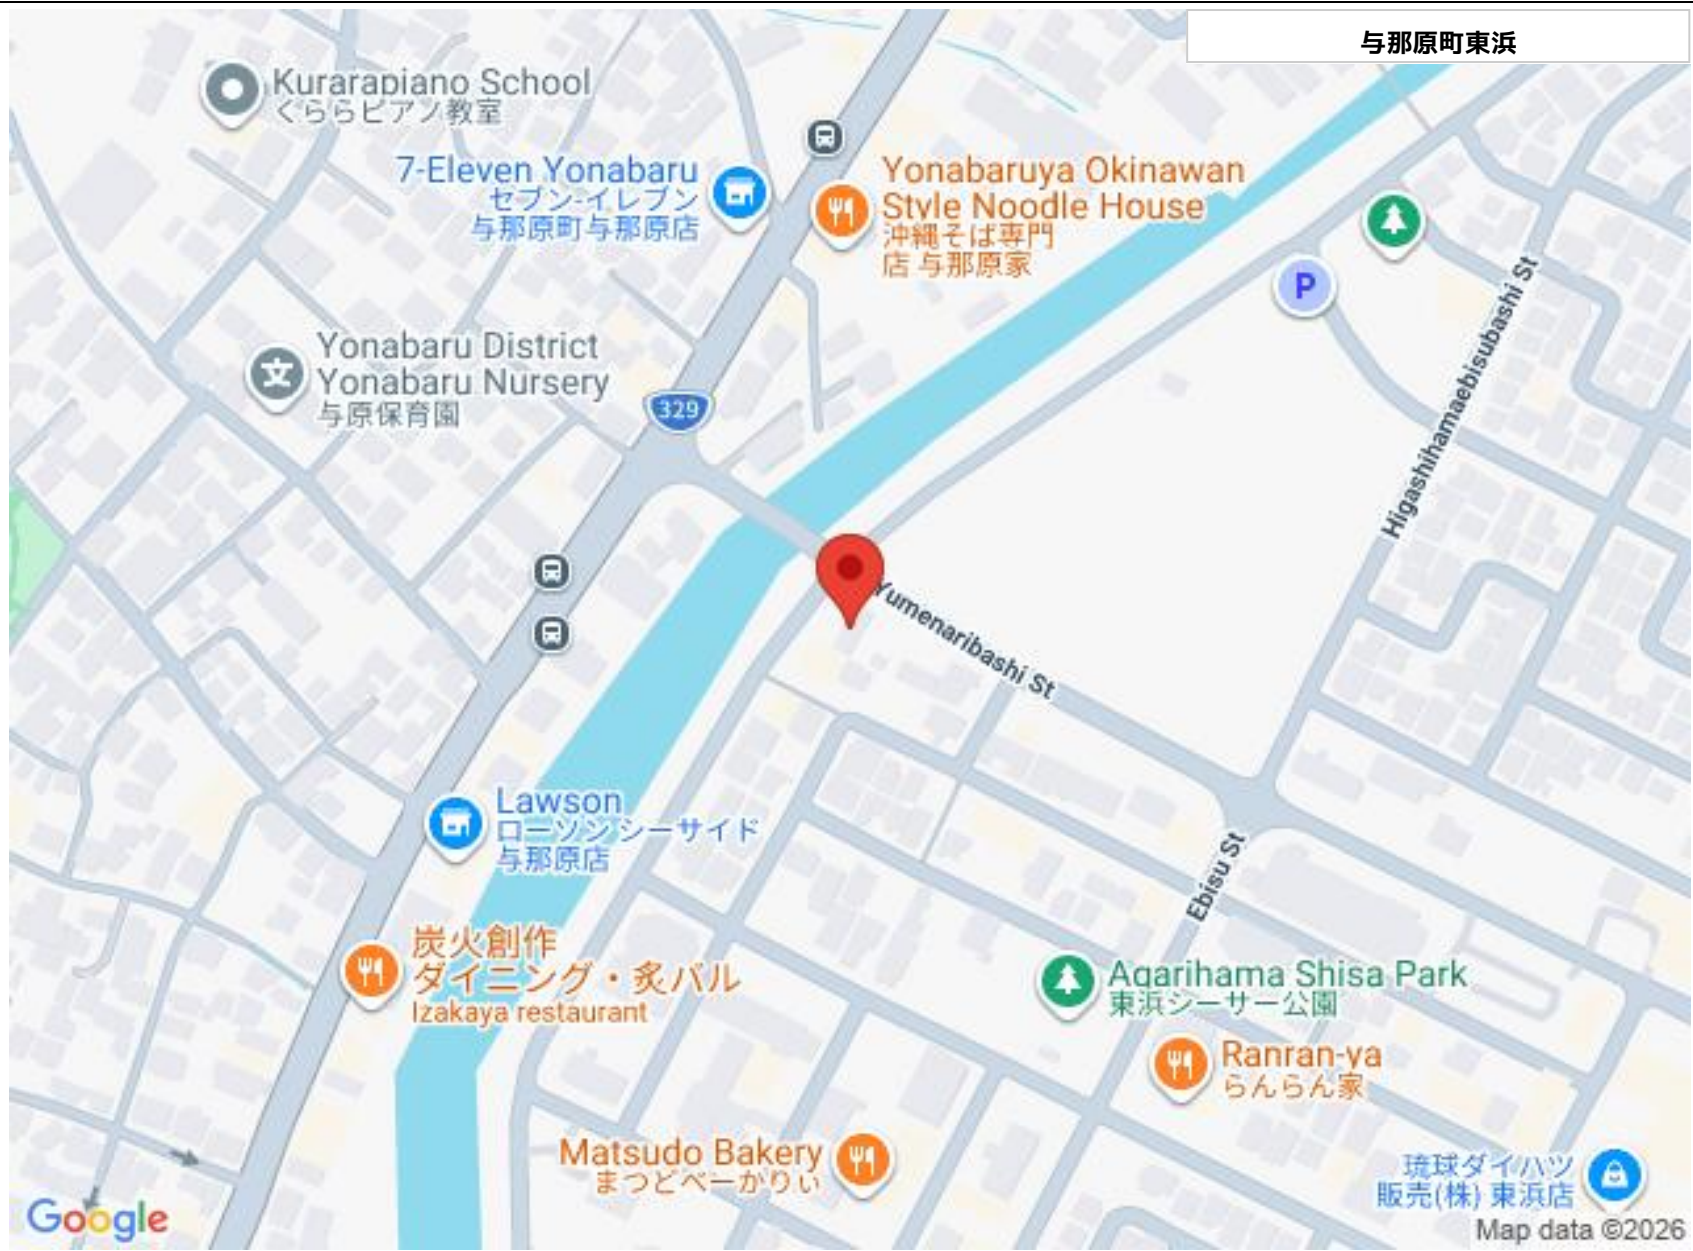 与那原町東浜
Kurarapiano School
くららピアノ教室
7-Eleven Yonabaru
セブン-イレブン
与那原町与那原店
Yonabaruya Okinawan
Style Noodle House
沖縄そば専門
店 与那原家
P
Higashihamaebisubashi St
Yonabaru District
Yonabaru Nursery
与原保育園
文
329
Yumenaribashi St
Lawson
ローソン シーサイド
与那原店
Ebisu St
炭火創作
ダイニング・炙バル
Izakaya restaurant
Agarihama Shisa Park
東浜シーサー公園
Ranran-ya
らんらん家
Matsudo Bakery
まつどべーかりぃ
琉球ダイハツ
販売(株) 東浜店
Google
Map data ©2026